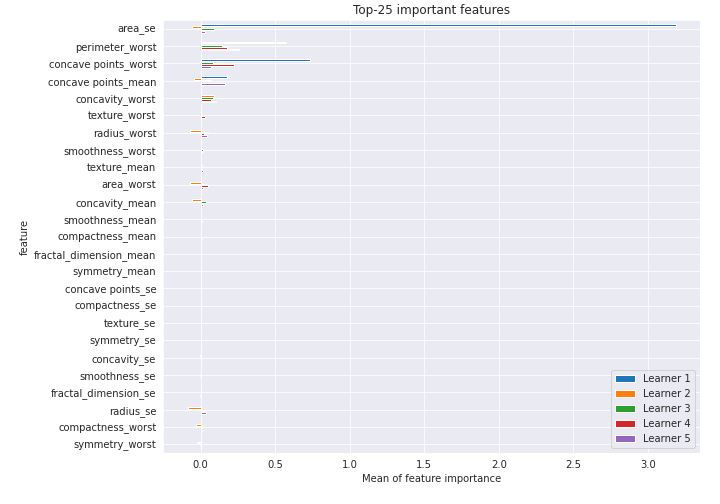 Top-25 important features
area_se
perimeter_worst
concave points_worst
concave points_mean
concavity_worst
texture_worst
radius_worst
smoothness_worst
texture_mean
area_worst
concavity_mean
smoothness_mean
compactness_mean
fractal_dimension_mean
symmetry_mean
concave points_se
compactness_se
texture_se
symmetry_se
concavity_se
smoothness_se
fractal_dimension_se
radius_se
compactness_worst
symmetry_worst
feature
Learner 1
Learner 2
Learner 3
Learner 4
Learner 5
0.0 0.5 1.0 1.5 2.0 2.5 3.0
Mean of feature importance